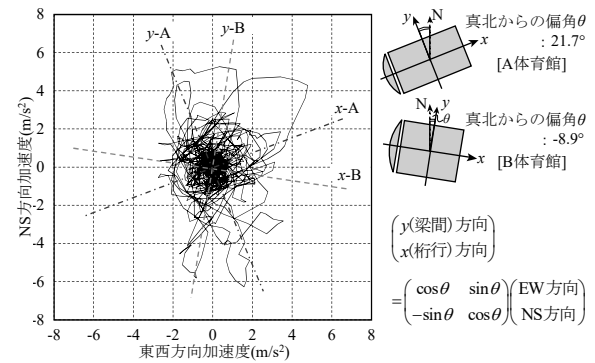 8
6
4
2
0
-2
-4
-6
-8
-8 -6 -4 -2 0 2 4 6 8
NS方向加速度(m/s²)
東西方向加速度(m/s²)
y-A
y-B
x-A
x-B
y N
x
真北からの偏角θ
: 21.7°
[A体育館]
N y
θ
x
真北からの偏角θ
: -8.9°
[B体育館]
y(梁間)方向
x(桁行)方向
= cosθ sinθ EW方向
-sinθ cosθ NS方向